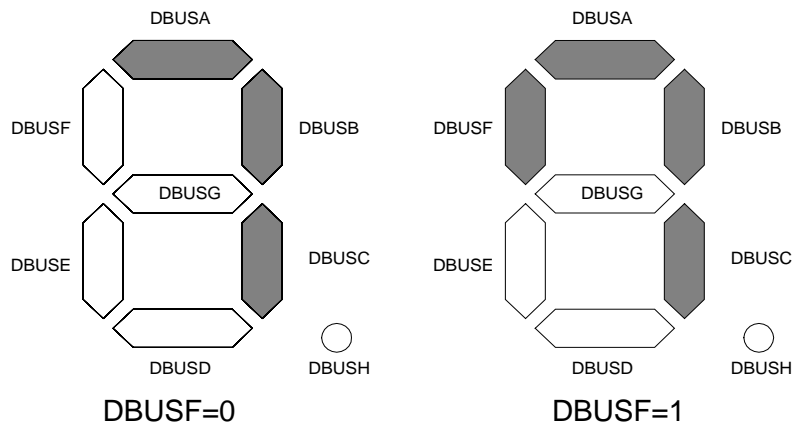 DBUSA DBUSA
DBUSF DBUSB DBUSF DBUSB
DBUSG DBUSG
DBUSE DBUSC DBUSE DBUSC
DBUSD DBUSH DBUSD DBUSH
DBUSF=0 DBUSF=1